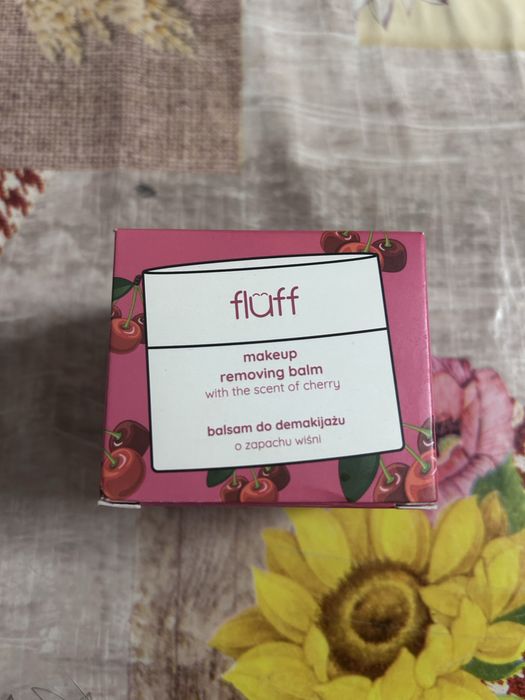 fluff
makeup
removing balm
with the scent of cherry
balsam do demakijażu
o zapachu wiśni